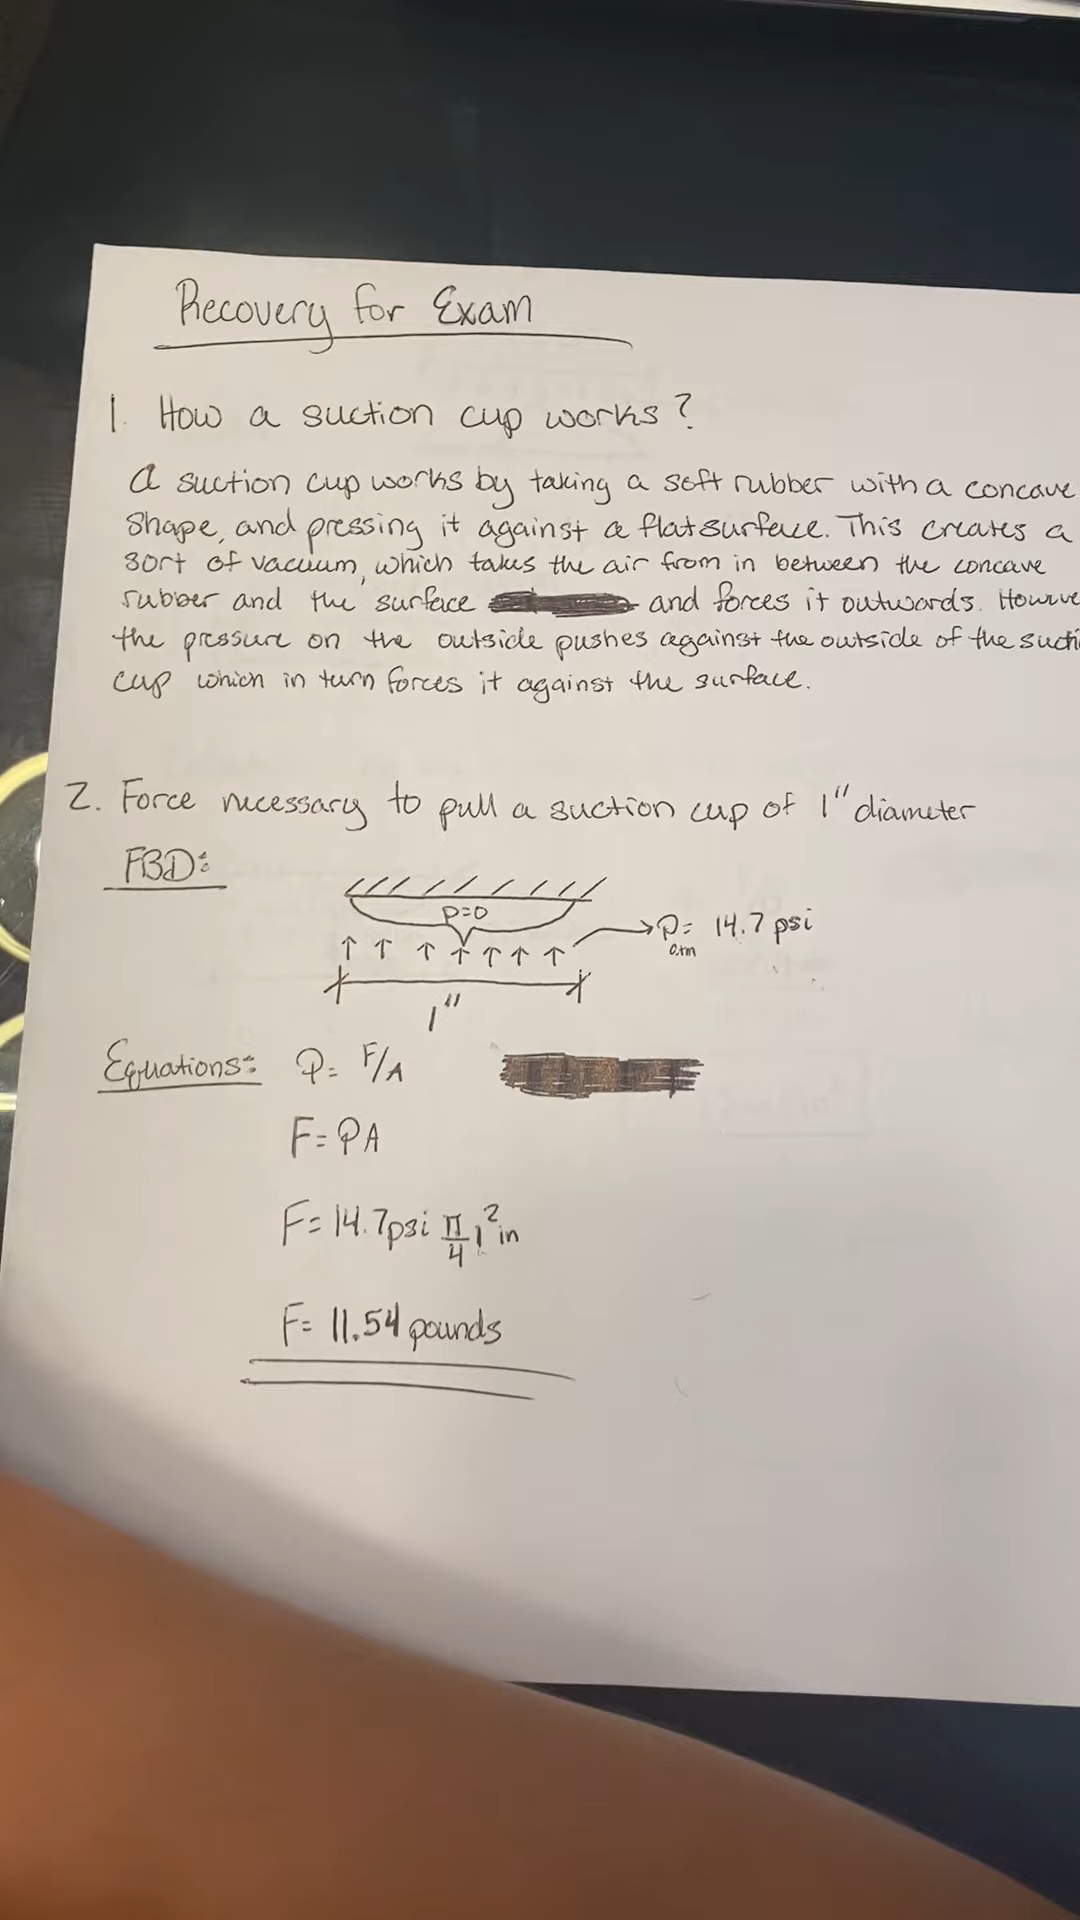 Recovery for Exam
1. How a suction cup works?
A suction cup works by taking a soft rubber with a concave
shape, and pressing it against a flat surface. This creates a
sort of vacuum, which takes the air from in between the concave
rubber and the surface and forces it outwards. Howeve
the pressure on the outside pushes against the outside of the sucti
cup which in turn forces it against the surface.
2. Force necessary to pull a suction cup of 1" diameter
FBD:
P=0
Patm = 14.7 psi
1"
Equations: P = F/A
F = PA
F = 14.7psi π/4 1² in
F = 11.54 pounds